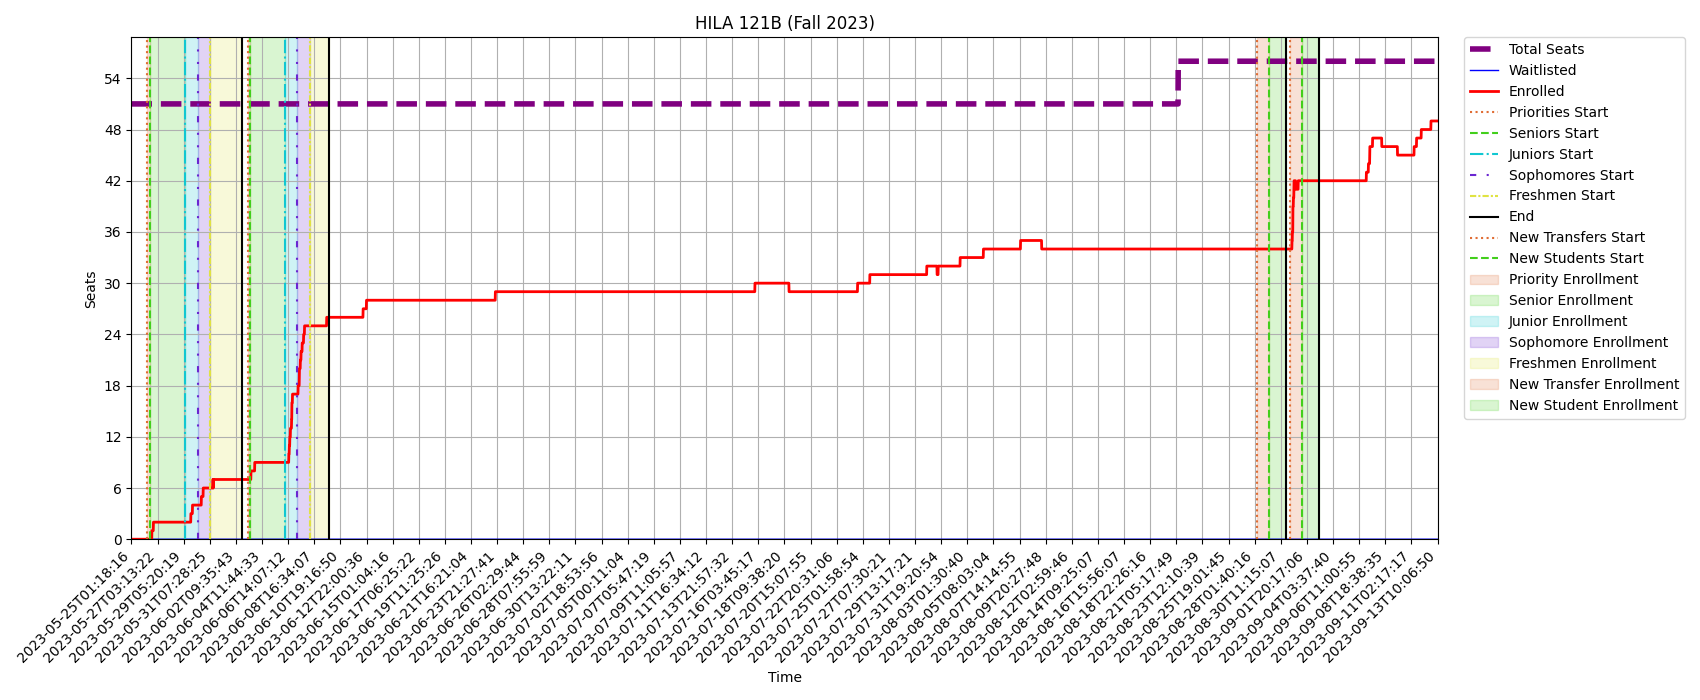 HILA 121B (Fall 2023)
Seats
54
48
42
36
30
24
18
12
6
0
2023-05-25T01:18:16
2023-05-27T03:13:22
2023-05-29T05:20:19
2023-05-31T07:28:25
2023-06-02T09:35:43
2023-06-04T11:44:33
2023-06-06T14:07:12
2023-06-08T16:34:07
2023-06-10T19:16:50
2023-06-12T22:00:36
2023-06-15T01:04:16
2023-06-17T06:25:22
2023-06-19T11:25:26
2023-06-21T16:21:04
2023-06-23T21:27:41
2023-06-26T02:29:44
2023-06-28T07:55:59
2023-06-30T13:22:11
2023-07-02T18:53:56
2023-07-05T00:11:04
2023-07-07T05:47:19
2023-07-09T11:05:57
2023-07-11T16:34:12
2023-07-13T21:57:32
2023-07-16T03:45:17
2023-07-18T09:38:20
2023-07-20T15:07:55
2023-07-22T20:31:06
2023-07-25T01:58:54
2023-07-27T07:30:21
2023-07-29T13:17:21
2023-07-31T19:20:54
2023-08-03T01:30:40
2023-08-05T08:03:04
2023-08-07T14:14:55
2023-08-09T20:27:48
2023-08-12T02:59:46
2023-08-14T09:25:07
2023-08-16T15:56:07
2023-08-18T22:26:16
2023-08-21T05:17:49
2023-08-23T12:10:39
2023-08-25T19:01:45
2023-08-28T01:40:16
2023-08-30T11:15:07
2023-09-01T20:17:06
2023-09-04T03:37:40
2023-09-06T11:00:55
2023-09-08T18:38:35
2023-09-11T02:17:17
2023-09-13T10:06:50
Time
Total Seats
Waitlisted
Enrolled
Priorities Start
Seniors Start
Juniors Start
Sophomores Start
Freshmen Start
End
New Transfers Start
New Students Start
Priority Enrollment
Senior Enrollment
Junior Enrollment
Sophomore Enrollment
Freshmen Enrollment
New Transfer Enrollment
New Student Enrollment